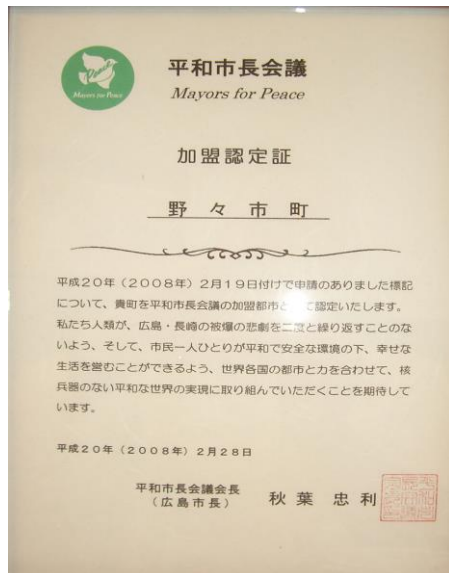 Mayors for Peace
平和市長会議
Mayors for Peace
加盟認定証
野々市町
平成20年（2008年）2月19日付けで申請のありました標記
について、貴町を平和市長会議の加盟都市として認定いたします。
私たち人類が、広島・長崎の被爆の悲劇を二度と繰り返すことのな
いよう、そして、市民一人ひとりが平和で安全な環境の下、幸せな
生活を営むことができるよう、世界各国の都市と力を合わせて、核
兵器のない平和な世界の実現に取り組んでいただくことを期待して
います。
平成20年（2008年）2月28日
平和市長会議会長
（広島市長）
秋葉忠利